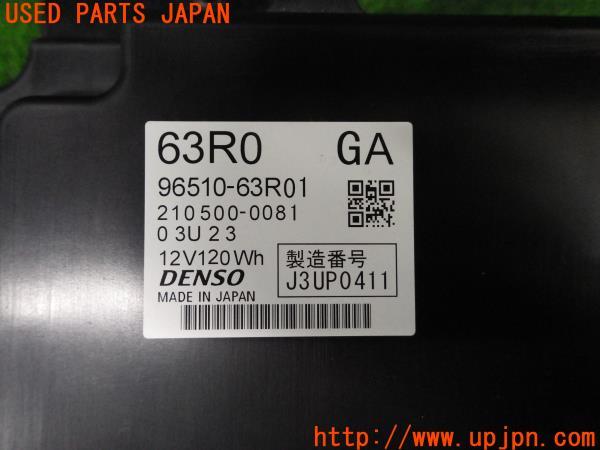 USED PARTS JAPAN
63R0 GA
96510-63R01
210500-0081
03U23
12V120Wh
DENSO
MADE IN JAPAN
製造番号
J3UP0411
Copyright © U.P.J
http://www.upjpn.com